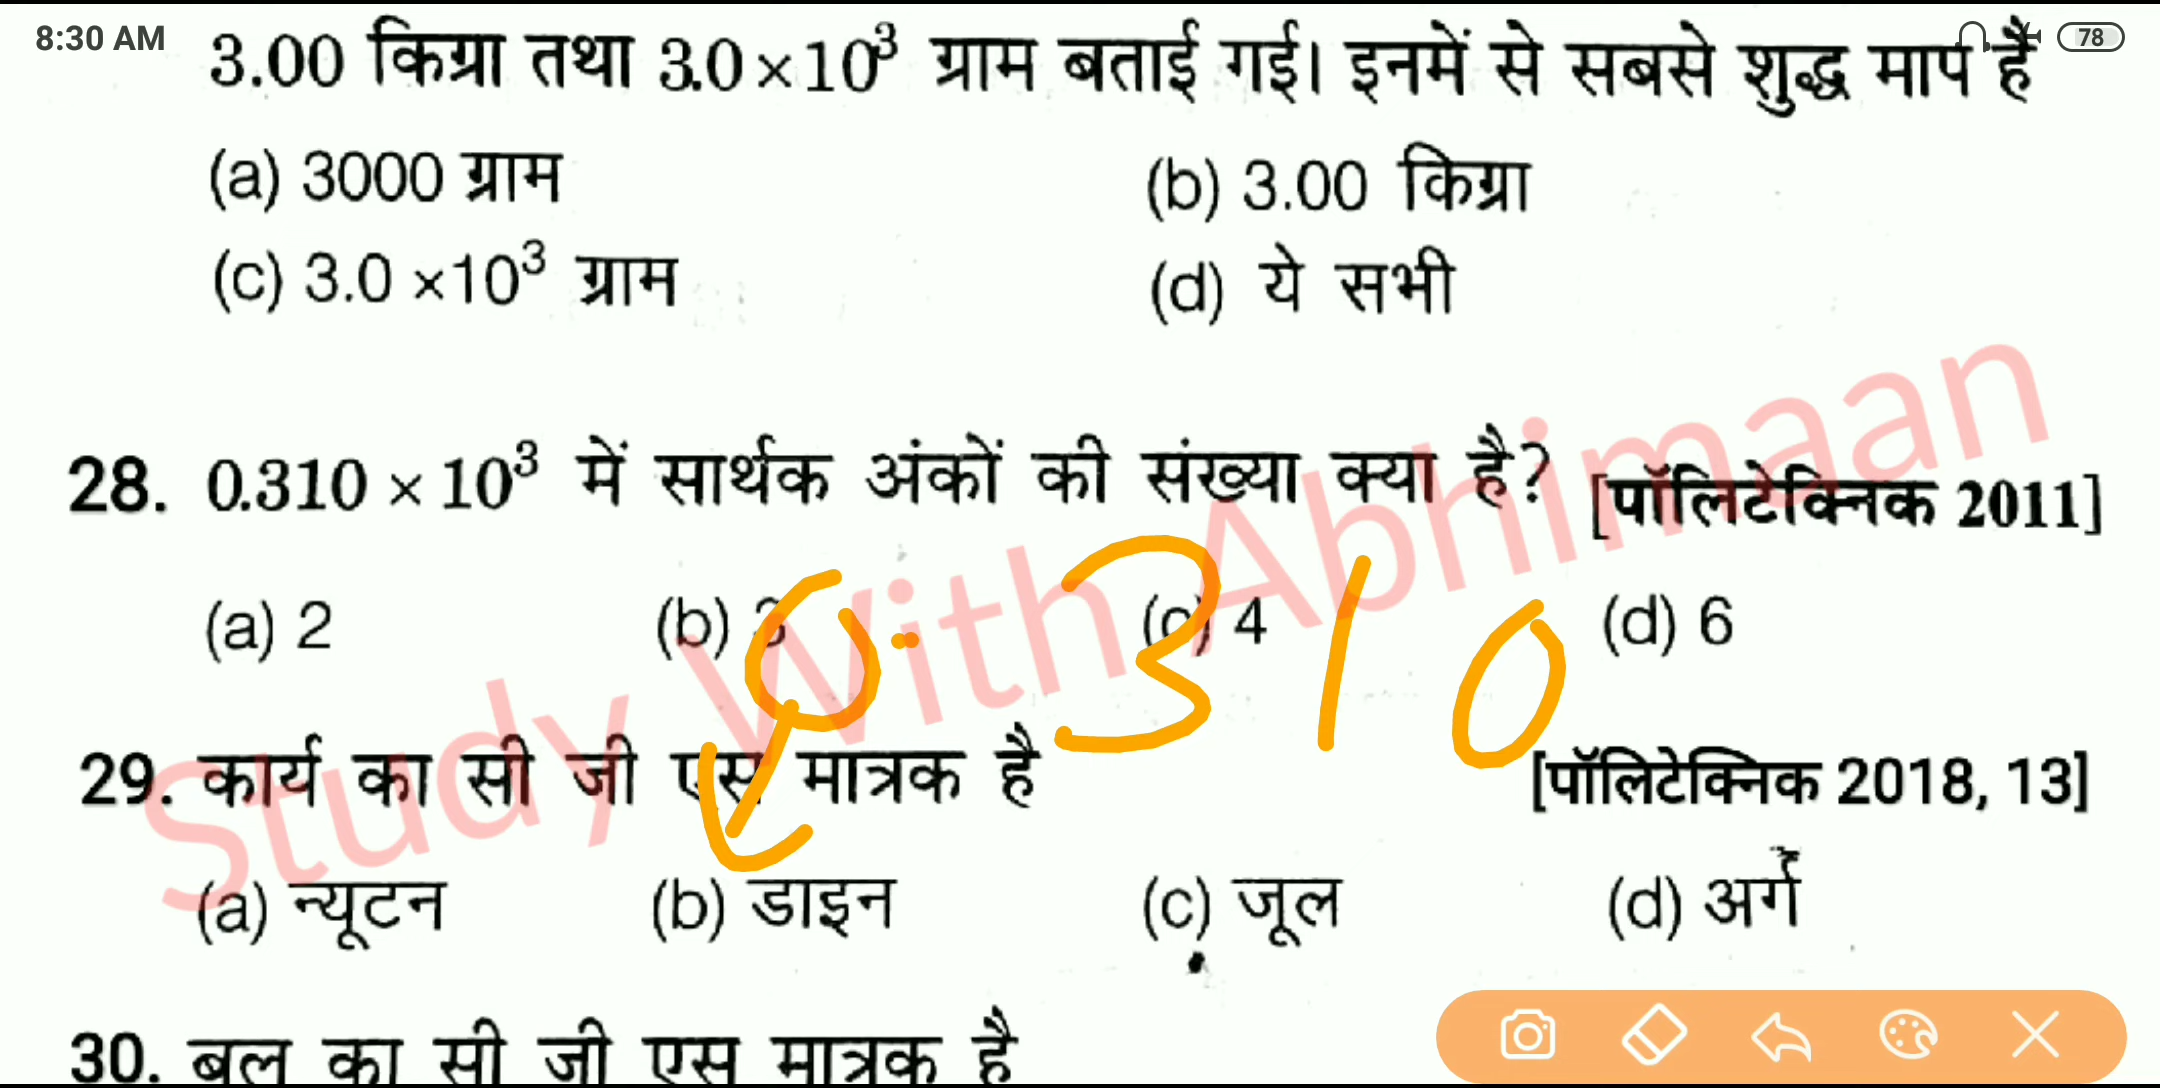 8:30 AM
78
3.00 किग्रा तथा 3.0×10³ ग्राम बताई गई। इनमें से सबसे शुद्ध माप हैं
(a) 3000 ग्राम (b) 3.00 किग्रा
(c) 3.0 ×10³ ग्राम (d) ये सभी
28. 0.310 × 10³ में सार्थक अंकों की संख्या क्या है? [पॉलिटेक्निक 2011]
(a) 2 (b) 3 (c) 4 (d) 6
0.310
29. कार्य का सी जी एस मात्रक है [पॉलिटेक्निक 2018, 13]
(a) न्यूटन (b) डाइन (c) जूल (d) अर्ग
30. बल का सी जी एस मात्रक है
Study With Abhimaan